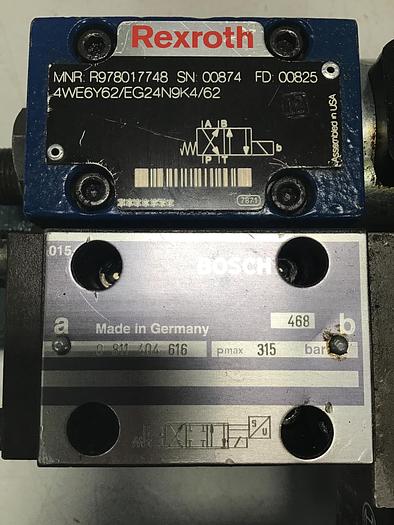 Rexroth
MNR: R978017748 SN: 00874 FD: 00825
4WE6Y62/EG24N9K4/62
Assembled in USA
A B
b
P T
*******
7871
015
BOSCH
468
a
b
Made in Germany
0 811 404 616
pmax 315 bar
S
U